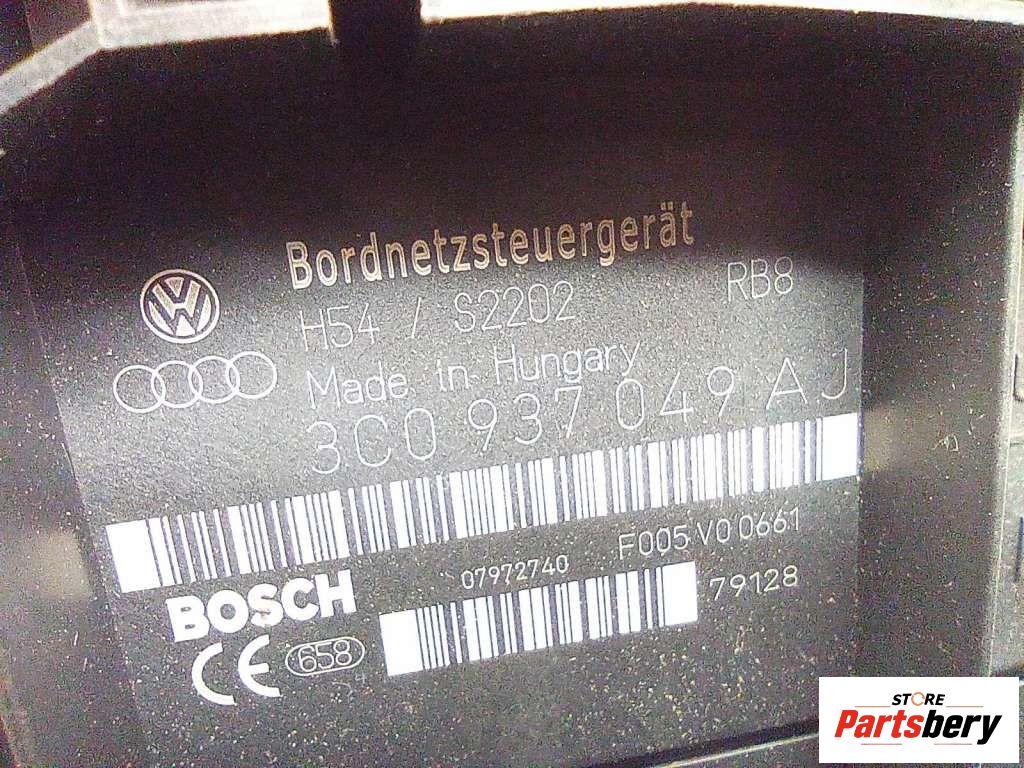 Bordnetzsteuergerät
H54 / S2202 RB8
Made in Hungary
3C0 937 049 AJ
07972740 F005 V0 0661
BOSCH 79128
CE 658
STORE
Partsbery